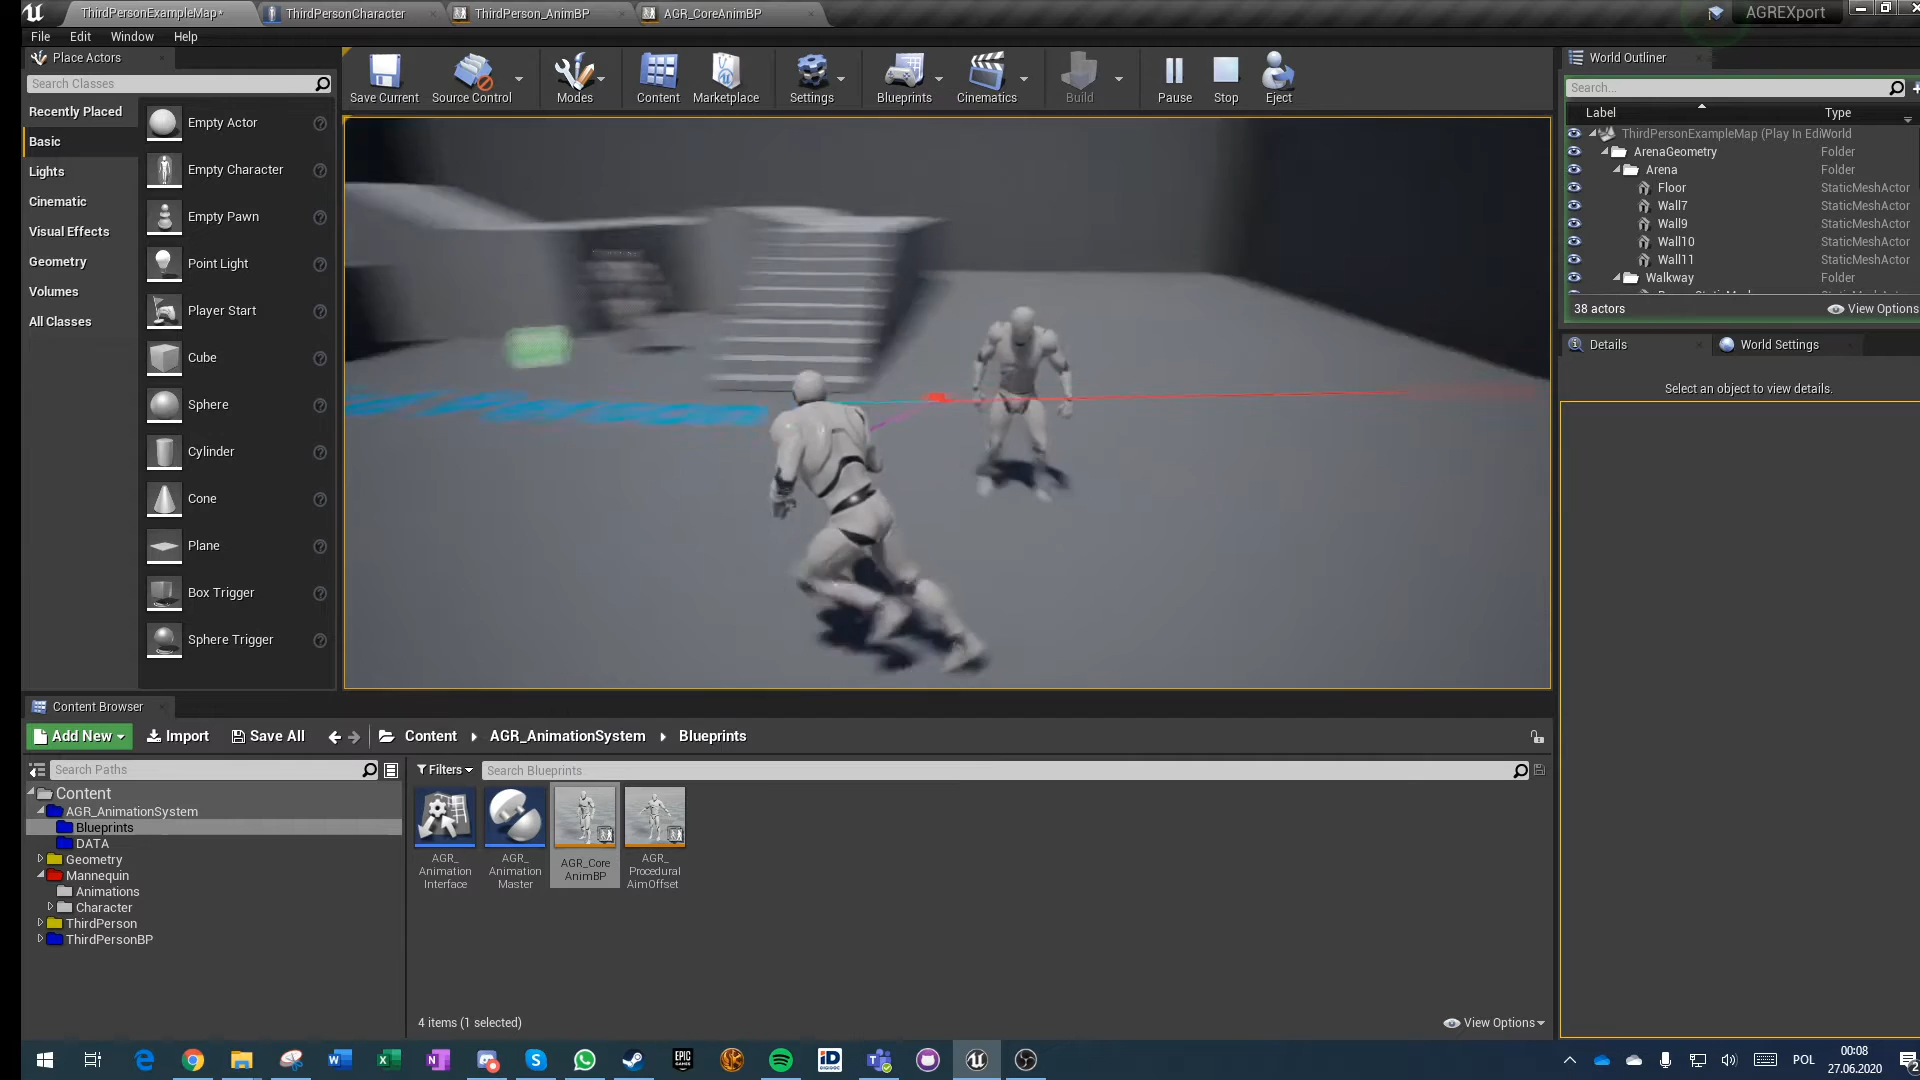 ThirdPersonExampleMap*
ThirdPersonCharacter
ThirdPerson_AnimBP
AGR_CoreAnimBP
AGREXport
File Edit Window Help
Place Actors
Search Classes
Recently Placed
Basic
Lights
Cinematic
Visual Effects
Geometry
Volumes
All Classes
Empty Actor
Empty Character
Empty Pawn
Point Light
Player Start
Cube
Sphere
Cylinder
Cone
Plane
Box Trigger
Sphere Trigger
Save Current
Source Control
Modes
Content
Marketplace
Settings
Blueprints
Cinematics
Build
Pause
Stop
Eject
World Outliner
Search...
Label Type
ThirdPersonExampleMap (Play In Edi World
ArenaGeometry Folder
Arena Folder
Floor StaticMeshActor
Wall7 StaticMeshActor
Wall9 StaticMeshActor
Wall10 StaticMeshActor
Wall11 StaticMeshActor
Walkway Folder
38 actors View Options
Details
World Settings
Select an object to view details.
Content Browser
Add New Import Save All Content AGR_AnimationSystem Blueprints
Search Paths
Filters
Search Blueprints
Content
AGR_AnimationSystem
Blueprints
DATA
Geometry
Mannequin
Animations
Character
ThirdPerson
ThirdPersonBP
AGR_
Animation
Interface
AGR_
Animation
Master
AGR_Core
AnimBP
AGR_
Procedural
AimOffset
4 items (1 selected)
View Options
EPIC
GAMES
POL
00:08
27.06.2020
2